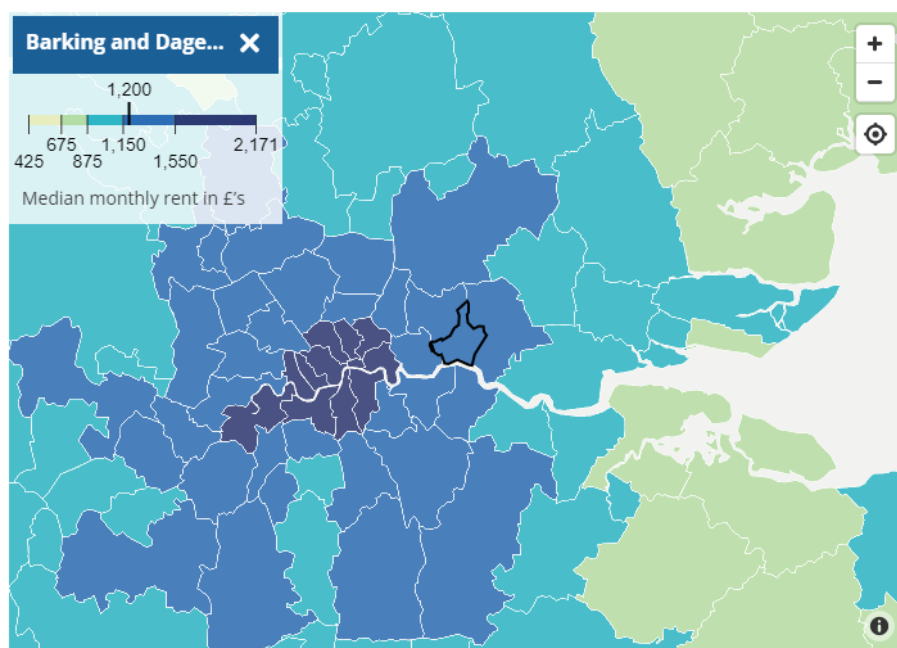 Barking and Dage... ×
1,200
675 1,150 2,171
425 875 1,550
Median monthly rent in £'s
+
−
i